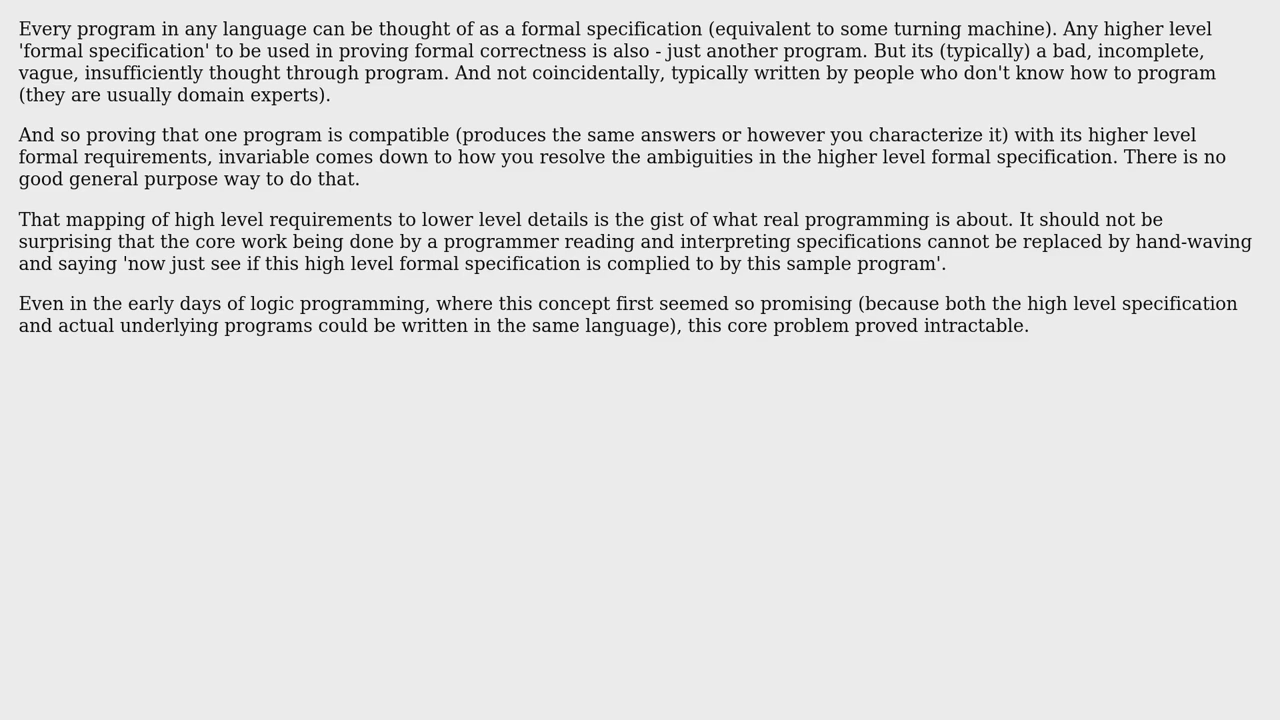 Every program in any language can be thought of as a formal specification (equivalent to some turning machine). Any higher level
'formal specification' to be used in proving formal correctness is also - just another program. But its (typically) a bad, incomplete,
vague, insufficiently thought through program. And not coincidentally, typically written by people who don't know how to program
(they are usually domain experts).
And so proving that one program is compatible (produces the same answers or however you characterize it) with its higher level
formal requirements, invariable comes down to how you resolve the ambiguities in the higher level formal specification. There is no
good general purpose way to do that.
That mapping of high level requirements to lower level details is the gist of what real programming is about. It should not be
surprising that the core work being done by a programmer reading and interpreting specifications cannot be replaced by hand-waving
and saying 'now just see if this high level formal specification is complied to by this sample program'.
Even in the early days of logic programming, where this concept first seemed so promising (because both the high level specification
and actual underlying programs could be written in the same language), this core problem proved intractable.